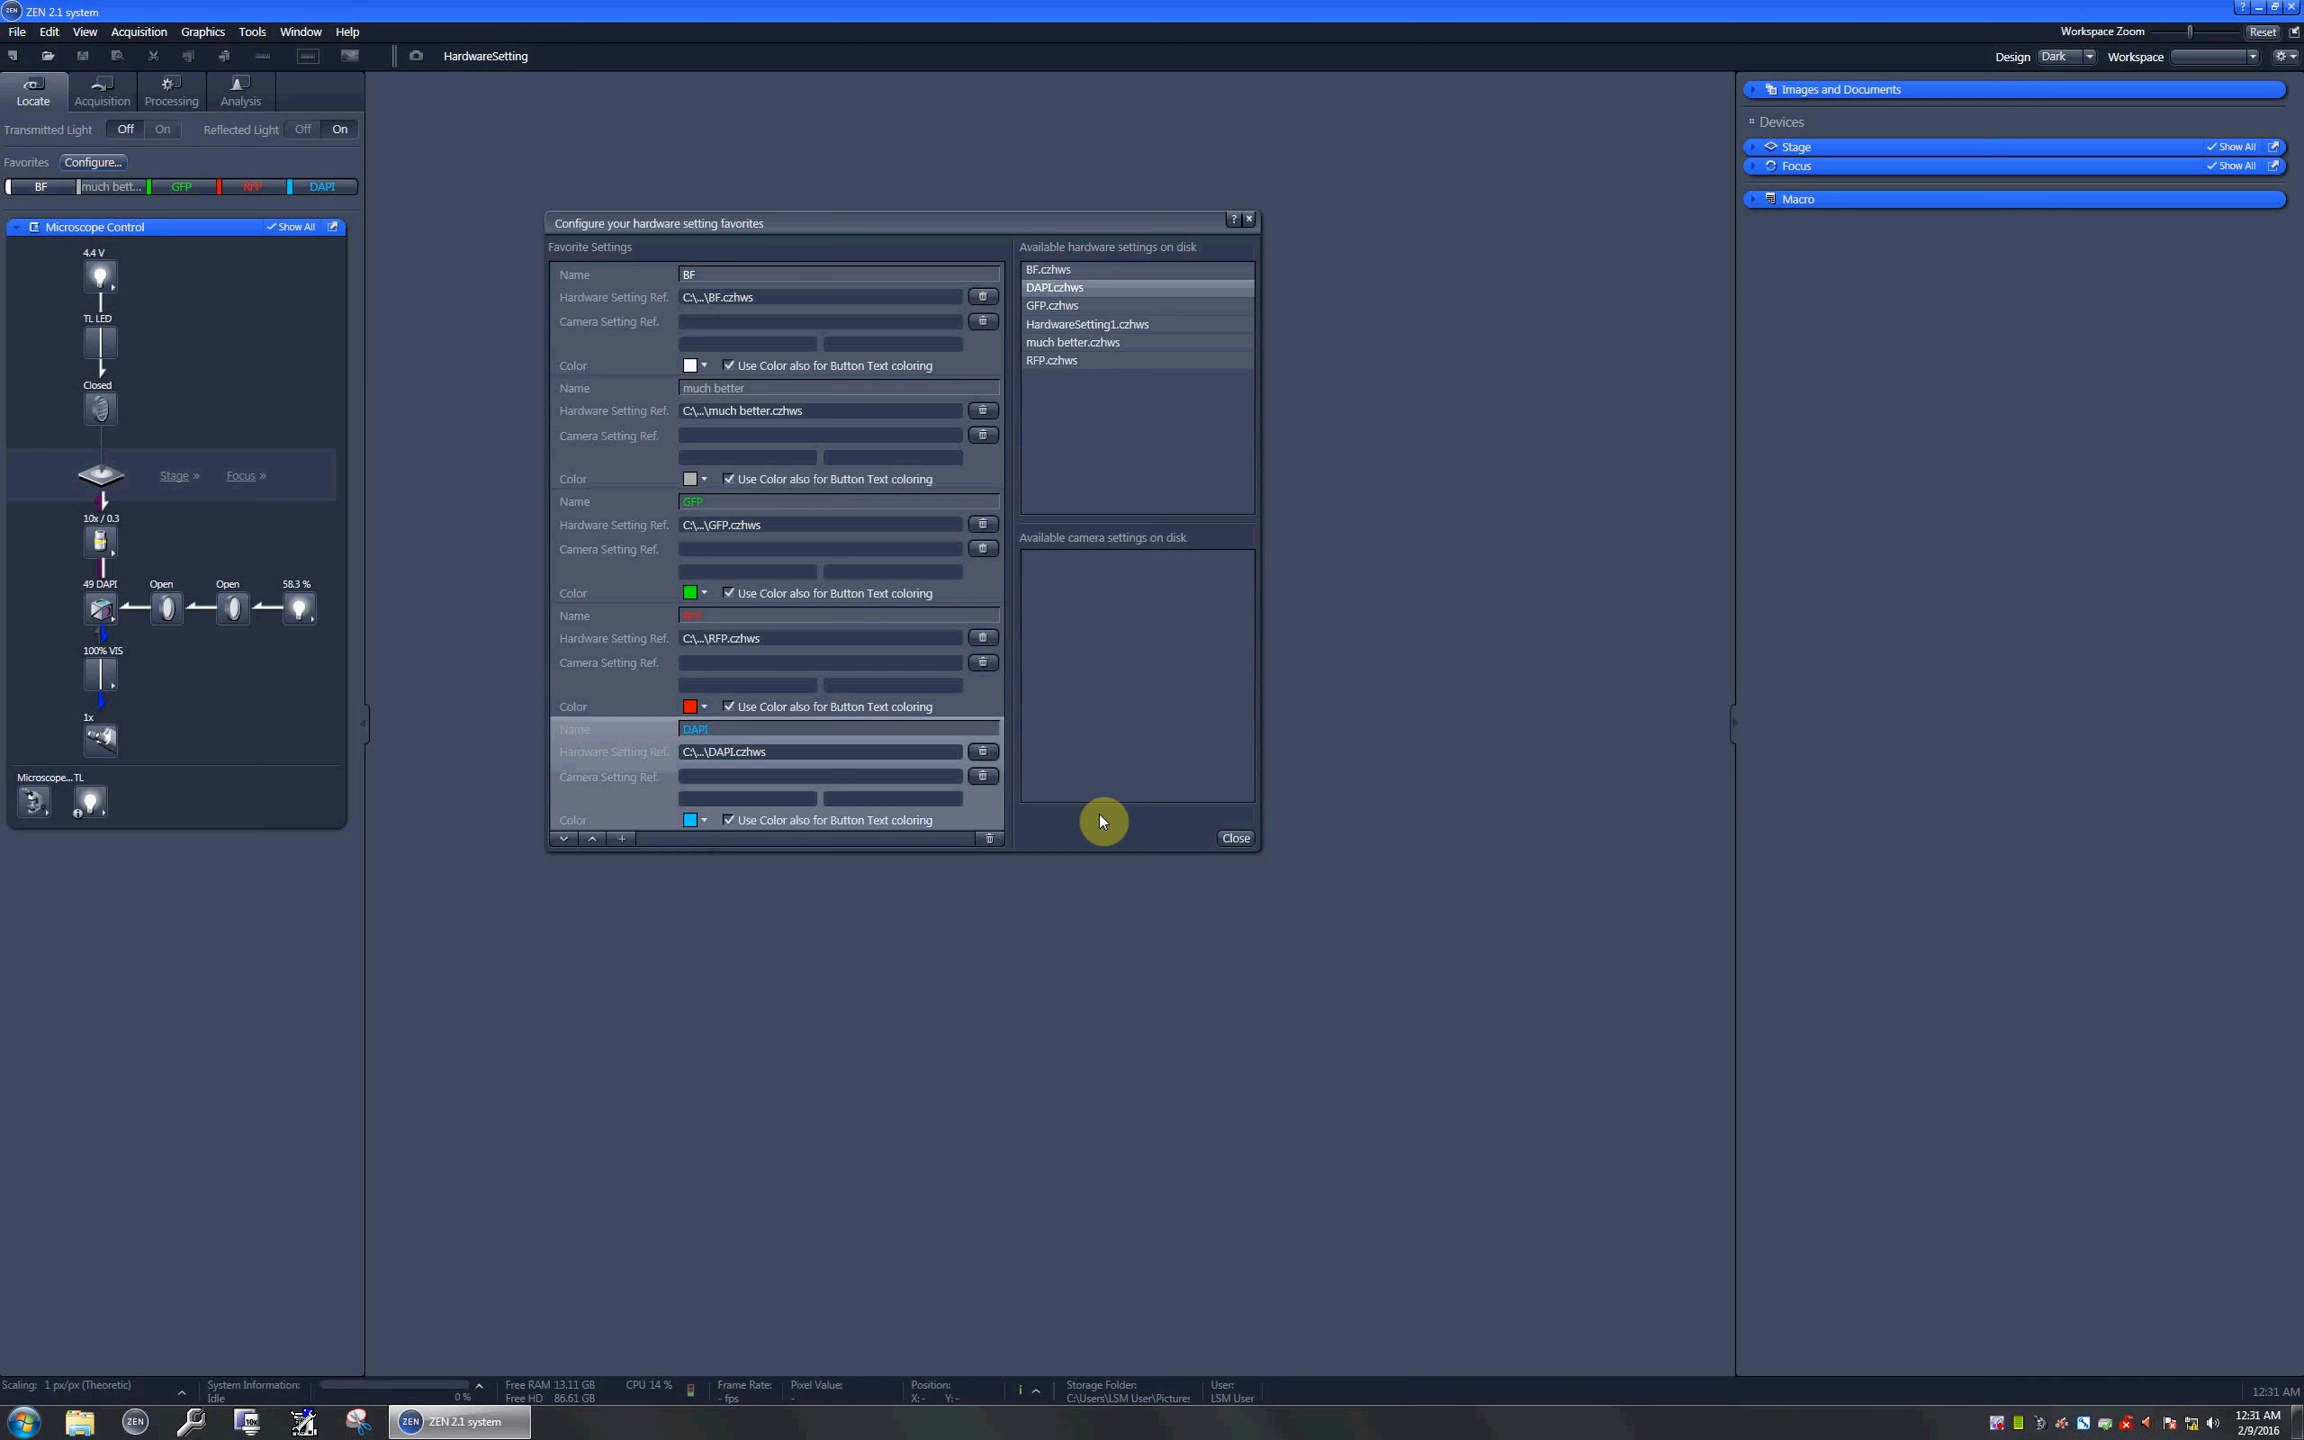 ZEN 2.1 system
File Edit View Acquisition Graphics Tools Window Help
Workspace Zoom Reset
HardwareSetting
Design Dark Workspace
Locate Acquisition Processing Analysis
Transmitted Light Off On Reflected Light Off On
Favorites Configure...
BF much bett... GFP RFP DAPI
Microscope Control Show All
4.4 V
TL LED
Closed
Stage » Focus »
10x / 0.3
49 DAPI Open Open 58.3 %
100% VIS
1x
Microscope... TL
Configure your hardware setting favorites
Favorite Settings
Name BF
Hardware Setting Ref. C:\...\BF.czhws
Camera Setting Ref.
Color Use Color also for Button Text coloring
Name much better
Hardware Setting Ref. C:\...\much better.czhws
Camera Setting Ref.
Color Use Color also for Button Text coloring
Name GFP
Hardware Setting Ref. C:\...\GFP.czhws
Camera Setting Ref.
Color Use Color also for Button Text coloring
Name RFP
Hardware Setting Ref. C:\...\RFP.czhws
Camera Setting Ref.
Color Use Color also for Button Text coloring
Name DAPI
Hardware Setting Ref. C:\...\DAPI.czhws
Camera Setting Ref.
Color Use Color also for Button Text coloring
Available hardware settings on disk
BF.czhws
DAPI.czhws
GFP.czhws
HardwareSetting1.czhws
much better.czhws
RFP.czhws
Available camera settings on disk
Close
Images and Documents
Devices
Stage Show All
Focus Show All
Macro
Scaling: 1 px/px (Theoretic) System Information: Free RAM 13.11 GB CPU 14 % Frame Rate: Pixel Value: Position: Storage Folder: User:
Idle 0 % Free HD 86.61 GB - fps - X: - Y: - C:\Users\LSM User\Pictures LSM User
12:31 AM
ZEN 10x ZEN ZEN 2.1 system
12:31 AM
2/9/2016